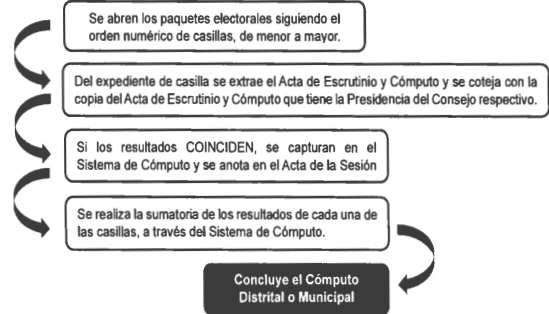 Se abren los paquetes electorales siguiendo el
orden numérico de casillas, de menor a mayor.
Del expediente de casilla se extrae el Acta de Escrutinio y Cómputo y se coteja con la
copia del Acta de Escrutinio y Cómputo que tiene la Presidencia del Consejo respectivo.
Si los resultados COINCIDEN, se capturan en el
Sistema de Cómputo y se anota en el Acta de la Sesión
Se realiza la sumatoria de los resultados de cada una de
las casillas, a través del Sistema de Cómputo.
Concluye el Cómputo
Distrital o Municipal